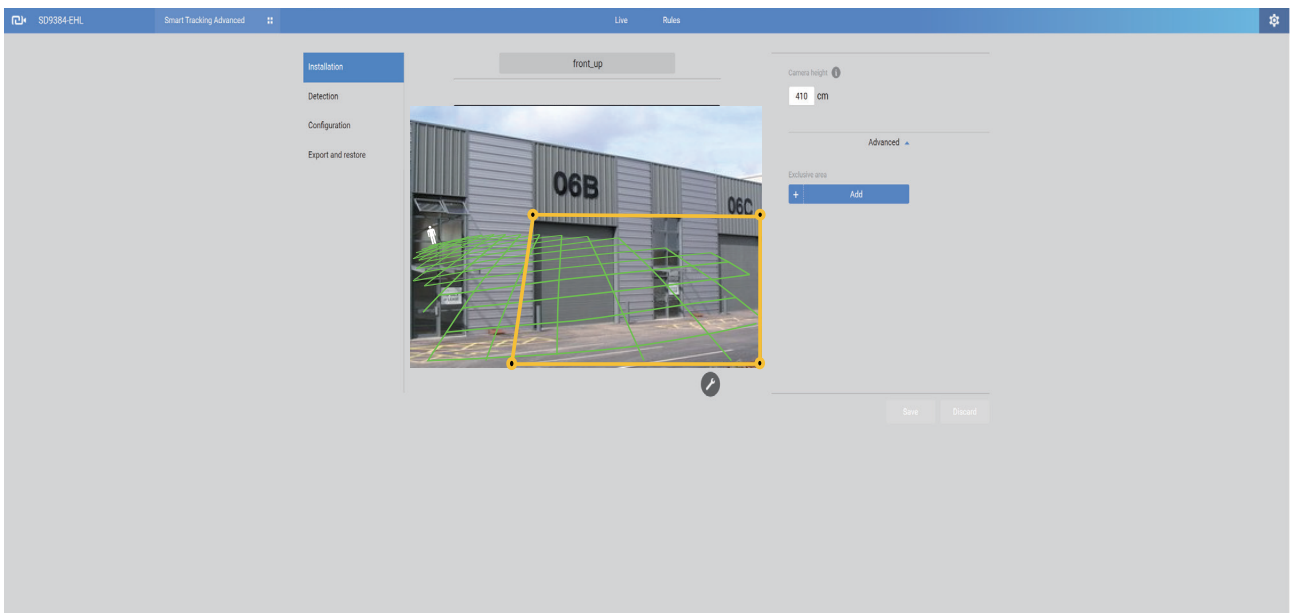 SD9384-EHL
Smart Tracking Advanced
Live
Rules
Installation
Detection
Configuration
Export and restore
front_up
06B
06C
Camera height
410 cm
Advanced
Exclusive area
+ Add
Save
Discard